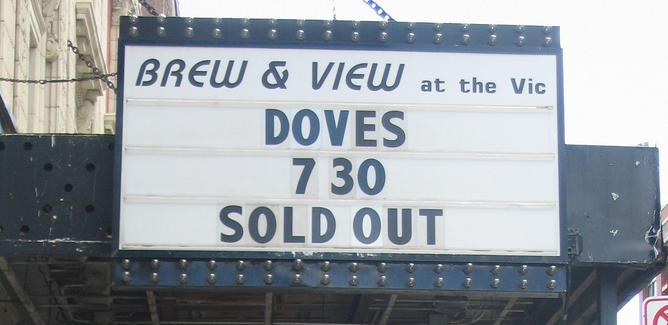 BREW & VIEW at the Vic
DOVES
7 30
SOLD OUT